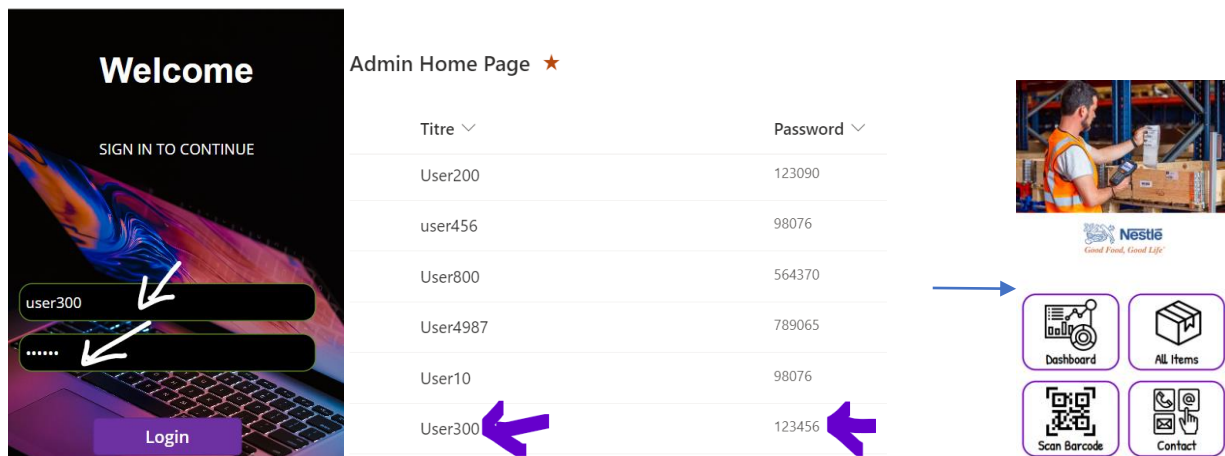 Welcome
SIGN IN TO CONTINUE
user300
••••••
Login
Admin Home Page ★
Titre Password
User200 123090
user456 98076
User800 564370
User4987 789065
User10 98076
User300 123456
Nestlē
Good Food, Good Life
Dashboard All Items
Scan Barcode Contact